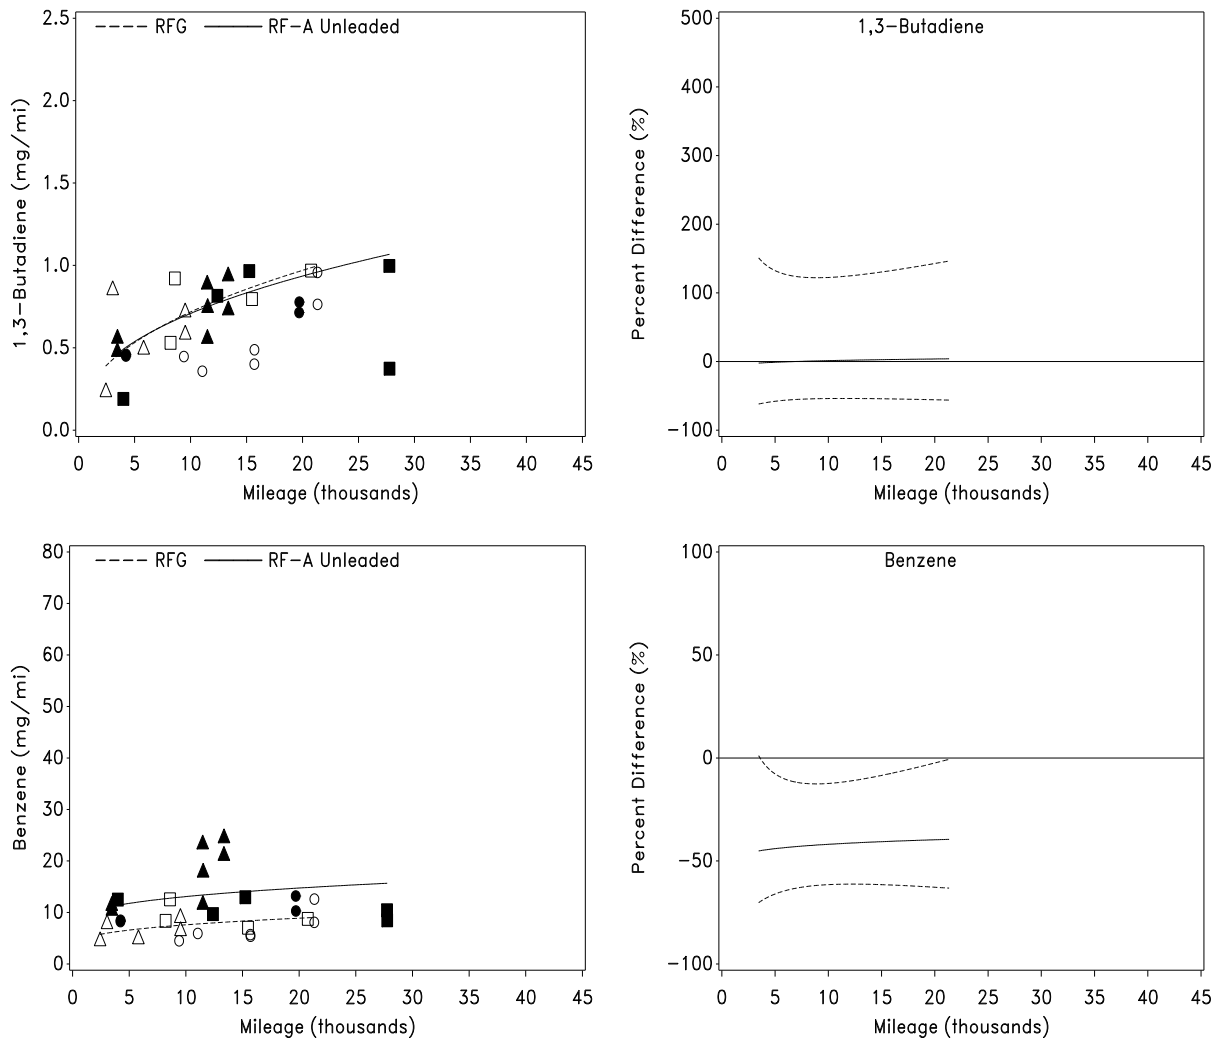 RFG RF-A Unleaded
1,3-Butadiene (mg/mi)
2.5
2.0
1.5
1.0
0.5
0.0
0 5 10 15 20 25 30 35 40 45
Mileage (thousands)
1,3-Butadiene
Percent Difference (%)
500
400
300
200
100
0
-100
0 5 10 15 20 25 30 35 40 45
Mileage (thousands)
RFG RF-A Unleaded
Benzene (mg/mi)
80
70
60
50
40
30
20
10
0
0 5 10 15 20 25 30 35 40 45
Mileage (thousands)
Benzene
Percent Difference (%)
100
50
0
-50
-100
0 5 10 15 20 25 30 35 40 45
Mileage (thousands)